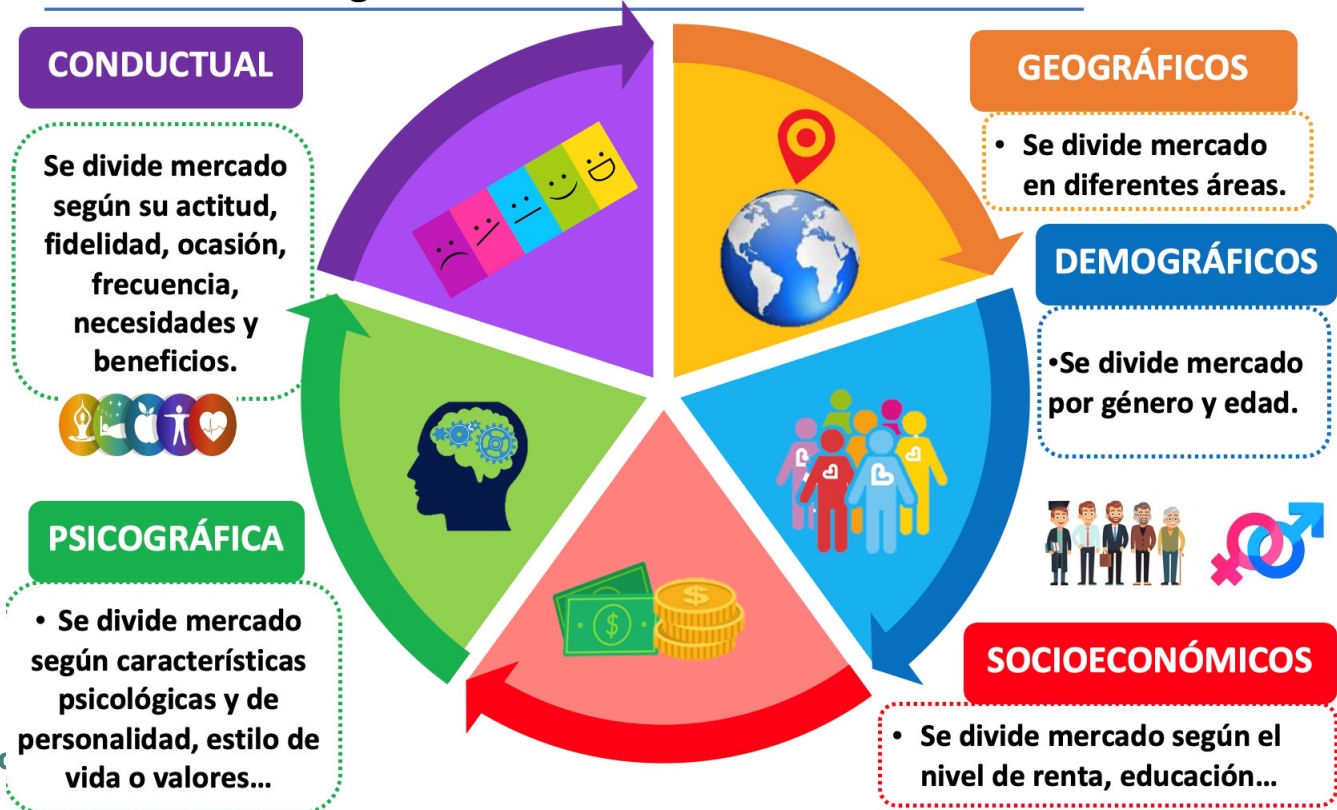 CONDUCTUAL
Se divide mercado
según su actitud,
fidelidad, ocasión,
frecuencia,
necesidades y
beneficios.
GEOGRÁFICOS
• Se divide mercado
en diferentes áreas.
DEMOGRÁFICOS
•Se divide mercado
por género y edad.
SOCIOECONÓMICOS
• Se divide mercado según el
nivel de renta, educación...
PSICOGRÁFICA
• Se divide mercado
según características
psicológicas y de
personalidad, estilo de
vida o valores...